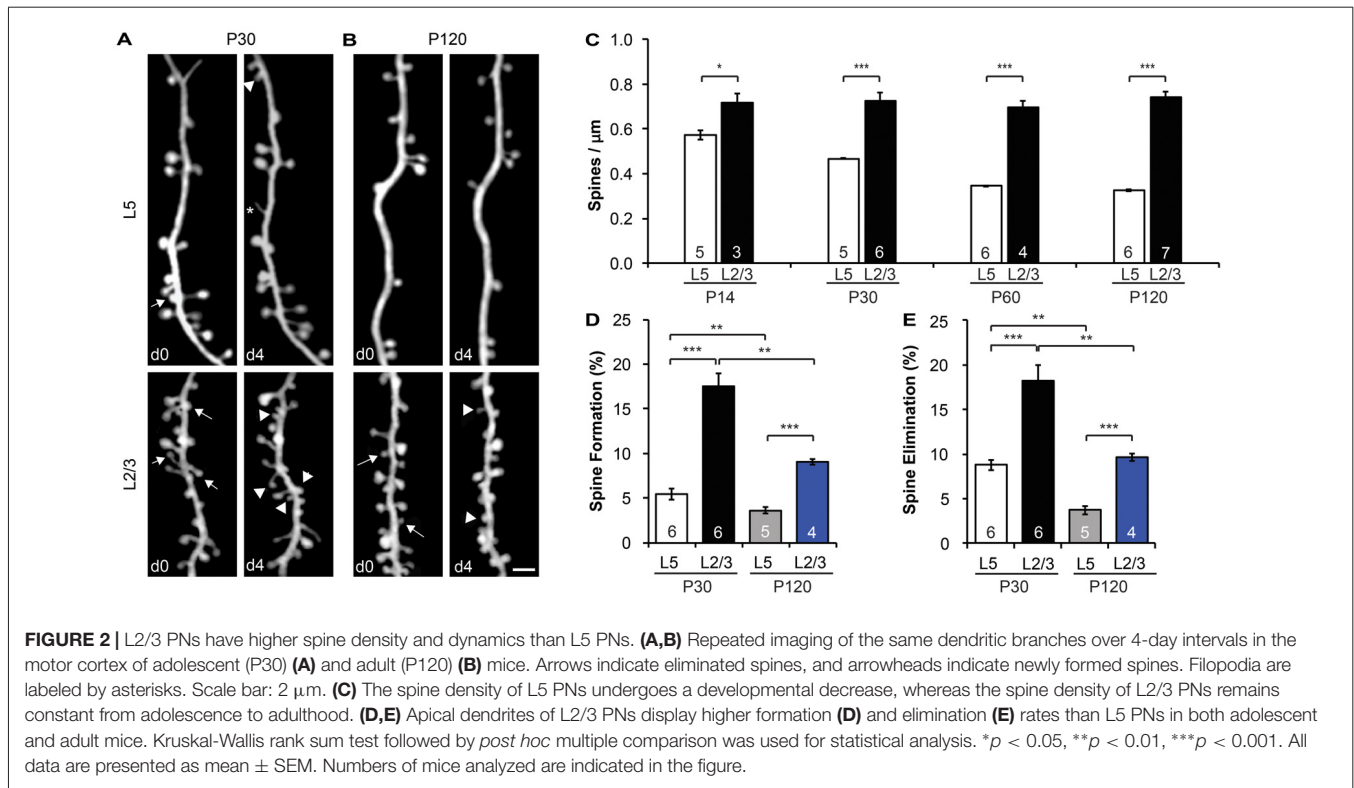 A P30 B P120
L5
*
d0 d4 d0 d4
L2/3
d0 d4 d0 d4
C
1.0
0.8
0.6
0.4
0.2
0.0
Spines / μm
* *** *** ***
5 3 5 6 6 4 6 7
L5 L2/3 L5 L2/3 L5 L2/3 L5 L2/3
P14 P30 P60 P120
D
25
20
15
10
5
0
Spine Formation (%)
**
*** **
***
6 6 5 4
L5 L2/3 L5 L2/3
P30 P120
E
25
20
15
10
5
0
Spine Elimination (%)
**
*** **
***
6 6 5 4
L5 L2/3 L5 L2/3
P30 P120
FIGURE 2 | L2/3 PNs have higher spine density and dynamics than L5 PNs. (A,B) Repeated imaging of the same dendritic branches over 4-day intervals in the
motor cortex of adolescent (P30) (A) and adult (P120) (B) mice. Arrows indicate eliminated spines, and arrowheads indicate newly formed spines. Filopodia are
labeled by asterisks. Scale bar: 2 μm. (C) The spine density of L5 PNs undergoes a developmental decrease, whereas the spine density of L2/3 PNs remains
constant from adolescence to adulthood. (D,E) Apical dendrites of L2/3 PNs display higher formation (D) and elimination (E) rates than L5 PNs in both adolescent
and adult mice. Kruskal-Wallis rank sum test followed by post hoc multiple comparison was used for statistical analysis. *p < 0.05, **p < 0.01, ***p < 0.001. All
data are presented as mean ± SEM. Numbers of mice analyzed are indicated in the figure.